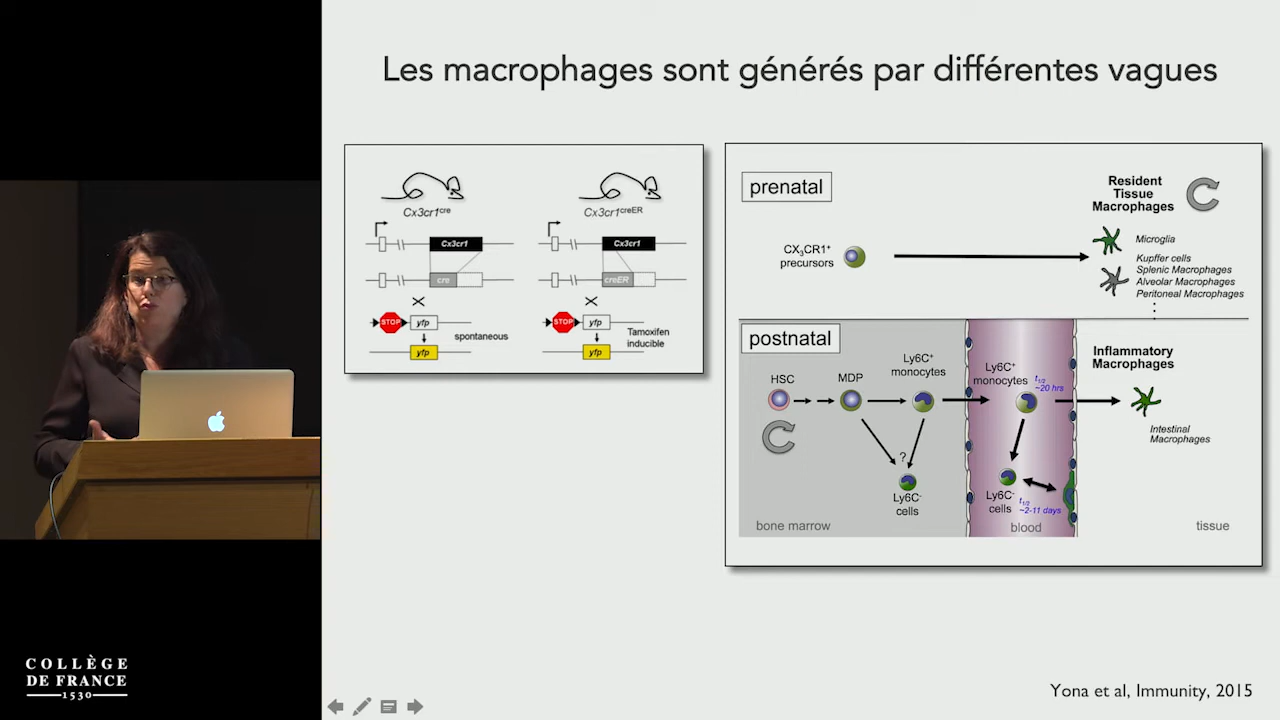 Les macrophages sont générés par différentes vagues
Cx3cr1cre
Cx3cr1
cre
STOP
yfp
spontaneous
yfp
Cx3cr1creER
Cx3cr1
creER
STOP
yfp
Tamoxifen
inducible
yfp
prenatal
CX3CR1+
precursors
Resident
Tissue
Macrophages
Microglia
Kupffer cells
Splenic Macrophages
Alveolar Macrophages
Peritoneal Macrophages
postnatal
HSC
MDP
Ly6C+
monocytes
?
Ly6C-
cells
bone marrow
Ly6C+
monocytes
t1/2
~20 hrs
Ly6C-
cells
t1/2
~2-11 days
blood
Inflammatory
Macrophages
Intestinal
Macrophages
tissue
COLLÈGE
DE FRANCE
1530
Yona et al, Immunity, 2015